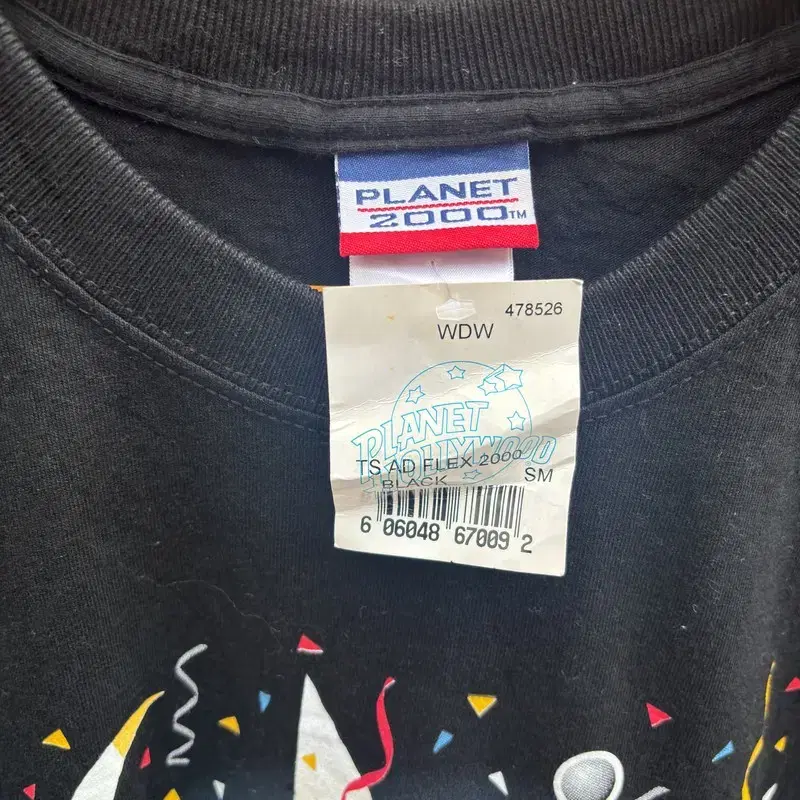 PLANET
2000™
478526
WDW
PLANET
HOLLYWOOD
TS AD FLEX 2000
BLACK
SM
6 06048 67009 2